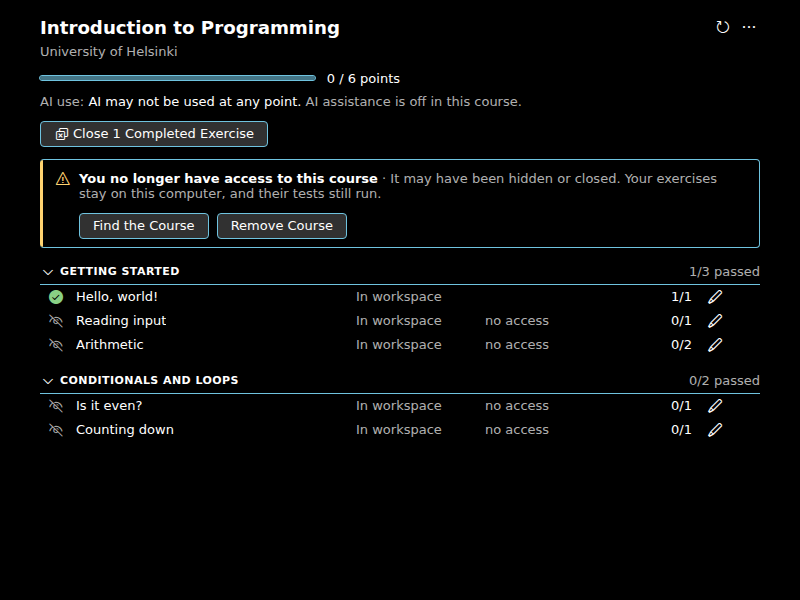 Introduction to Programming
University of Helsinki
0 / 6 points
AI use: AI may not be used at any point. AI assistance is off in this course.
Close 1 Completed Exercise
You no longer have access to this course · It may have been hidden or closed. Your exercises
stay on this computer, and their tests still run.
Find the Course Remove Course
GETTING STARTED 1/3 passed
Hello, world! In workspace 1/1
Reading input In workspace no access 0/1
Arithmetic In workspace no access 0/2
CONDITIONALS AND LOOPS 0/2 passed
Is it even? In workspace no access 0/1
Counting down In workspace no access 0/1